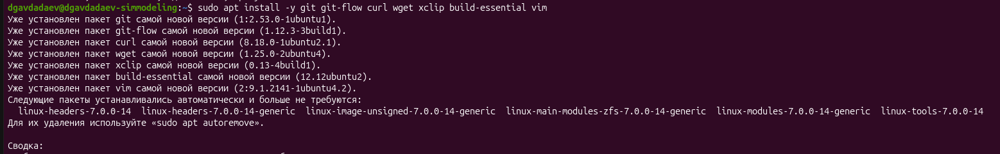 dgavdadaev@dgavdadaev-simmodeling:~$ sudo apt install -y git git-flow curl wget xclip build-essential vim
Уже установлен пакет git самой новой версии (1:2.53.0-1ubuntu1).
Уже установлен пакет git-flow самой новой версии (1.12.3-3build1).
Уже установлен пакет curl самой новой версии (8.18.0-1ubuntu2.1).
Уже установлен пакет wget самой новой версии (1.25.0-2ubuntu4).
Уже установлен пакет xclip самой новой версии (0.13-4build1).
Уже установлен пакет build-essential самой новой версии (12.12ubuntu2).
Уже установлен пакет vim самой новой версии (2:9.1.2141-1ubuntu4.2).
Следующие пакеты устанавливались автоматически и больше не требуются:
  linux-headers-7.0.0-14  linux-headers-7.0.0-14-generic  linux-image-unsigned-7.0.0-14-generic  linux-main-modules-zfs-7.0.0-14-generic  linux-modules-7.0.0-14-generic  linux-tools-7.0.0-14
Для их удаления используйте «sudo apt autoremove».
Сводка: